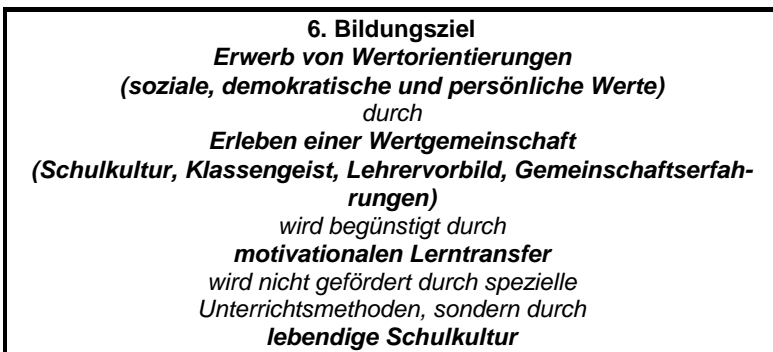 6. Bildungsziel
Erwerb von Wertorientierungen
(soziale, demokratische und persönliche Werte)
durch
Erleben einer Wertgemeinschaft
(Schulkultur, Klassengeist, Lehrervorbild, Gemeinschaftserfah-
rungen)
wird begünstigt durch
motivationalen Lerntransfer
wird nicht gefördert durch spezielle
Unterrichtsmethoden, sondern durch
lebendige Schulkultur